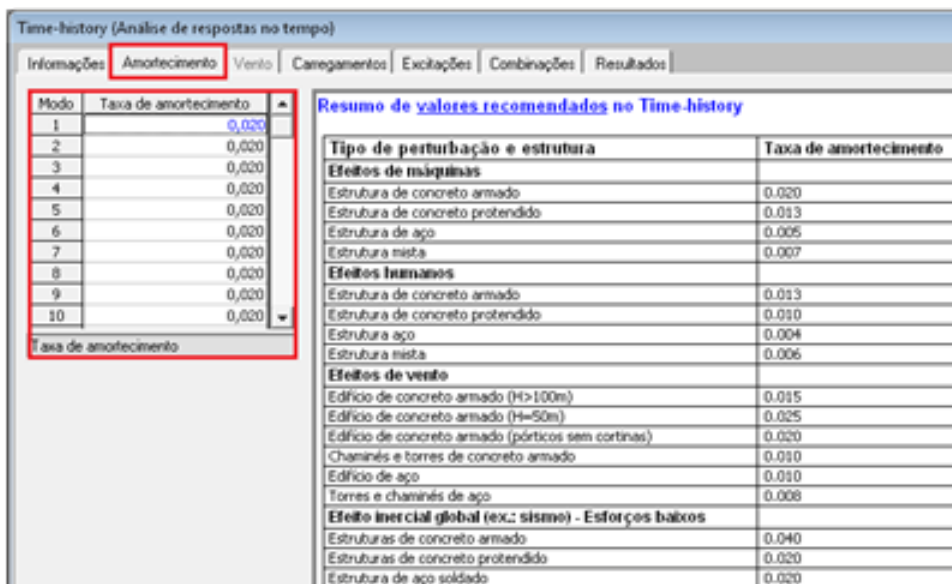 Time-history (Análise de respostas no tempo)
Informações Amortecimento Vento Carregamentos Excitações Combinações Resultados
Modo Taxa de amortecimento
1 0,020
2 0,020
3 0,020
4 0,020
5 0,020
6 0,020
7 0,020
8 0,020
9 0,020
10 0,020
Taxa de amortecimento
Resumo de valores recomendados no Time-history
Tipo de perturbação e estrutura Taxa de amortecimento
Efeitos de máquinas
Estrutura de concreto armado 0.020
Estrutura de concreto protendido 0.013
Estrutura de aço 0.005
Estrutura mista 0.007
Efeitos humanos
Estrutura de concreto armado 0.013
Estrutura de concreto protendido 0.010
Estrutura aço 0.004
Estrutura mista 0.006
Efeitos de vento
Edifício de concreto armado (H>100m) 0.015
Edifício de concreto armado (H=50m) 0.025
Edifício de concreto armado (pórticos sem cortinas) 0.020
Chaminés e torres de concreto armado 0.010
Edifício de aço 0.010
Torres e chaminés de aço 0.008
Efeito inercial global (ex.: sismo) - Esforços baixos
Estruturas de concreto armado 0.040
Estruturas de concreto protendido 0.020
Estrutura de aço soldado 0.020